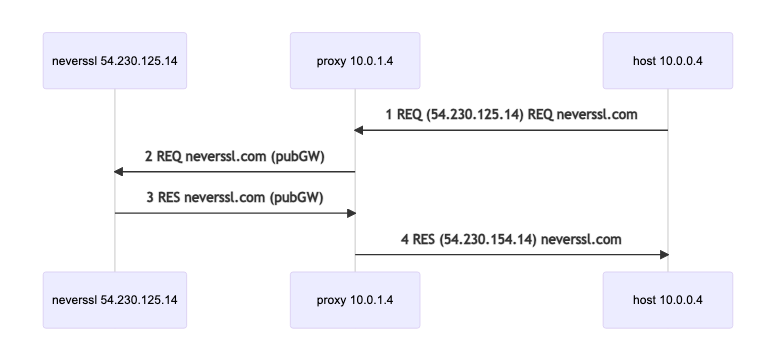 neverssl 54.230.125.14
proxy 10.0.1.4
host 10.0.0.4
1 REQ (54.230.125.14) REQ neverssl.com
2 REQ neverssl.com (pubGW)
3 RES neverssl.com (pubGW)
4 RES (54.230.154.14) neverssl.com
neverssl 54.230.125.14
proxy 10.0.1.4
host 10.0.0.4